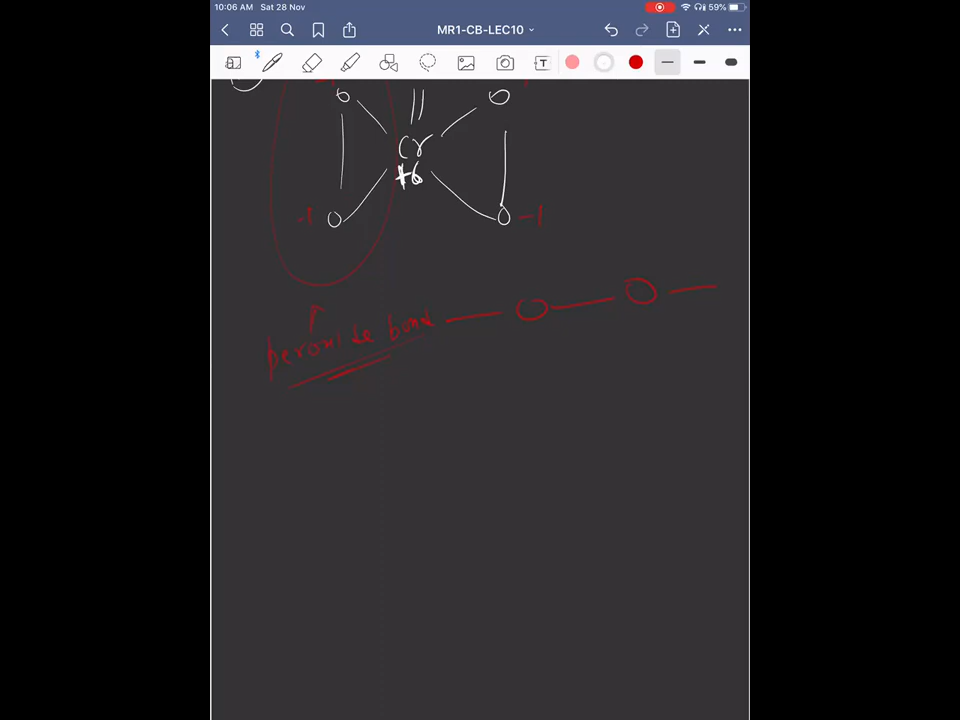 10:06 AM Sat 28 Nov 59%
MR1-CB-LEC10
T
O O
Cr
+6
-1 O O -1
peroxide bond — O — O —